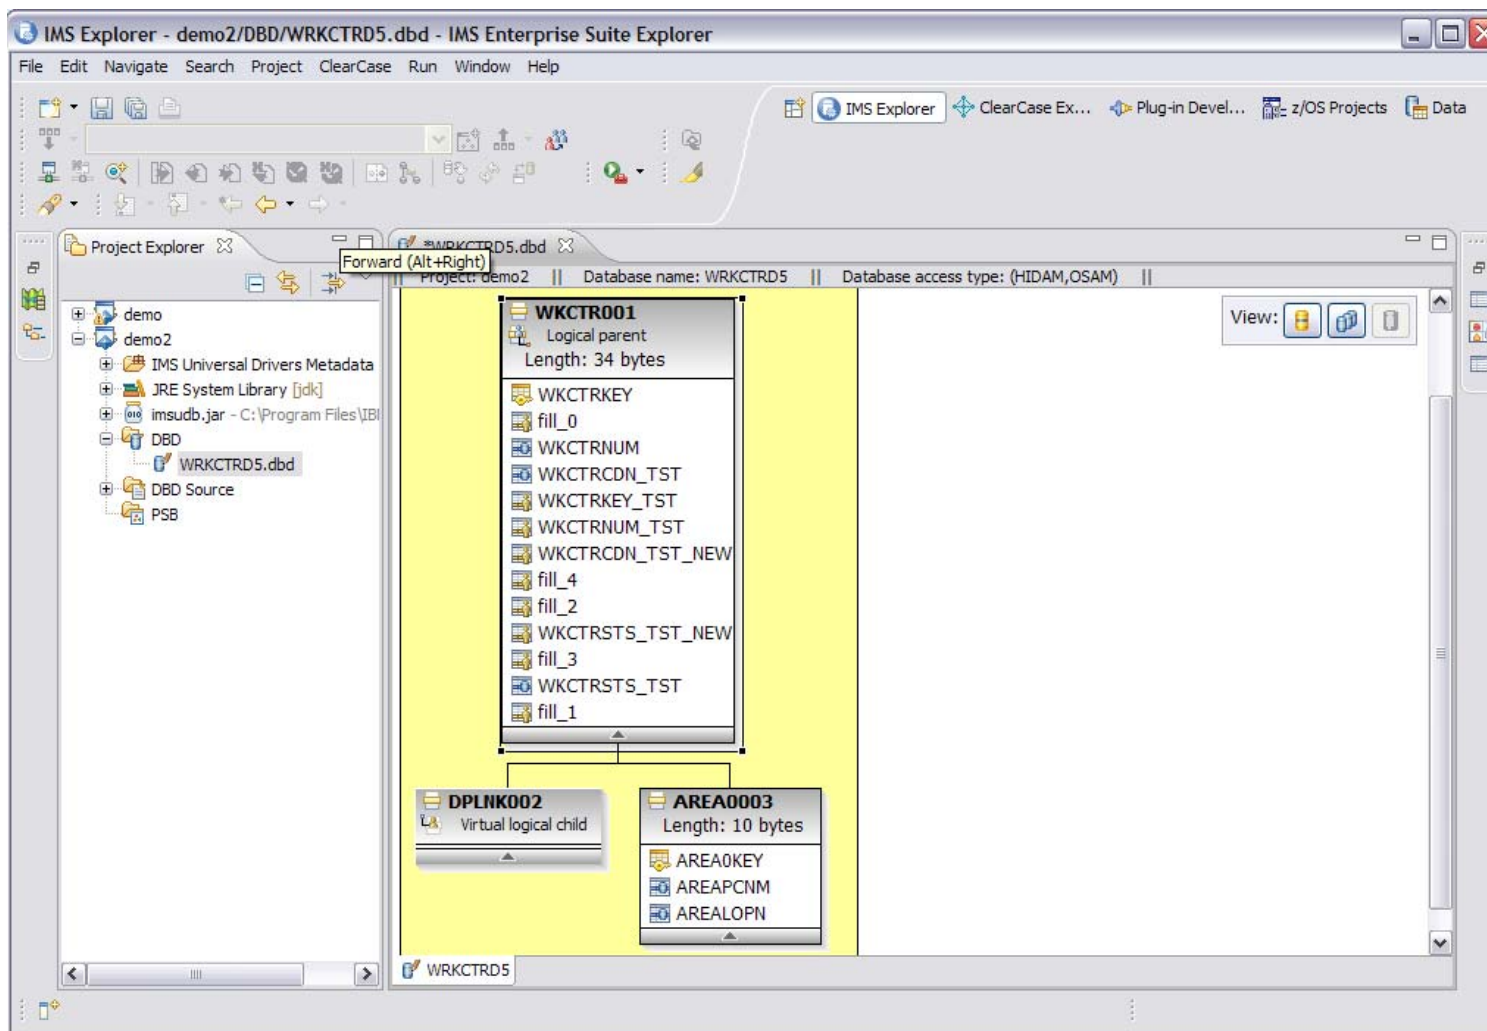 IMS Explorer - demo2/DBD/WRKCTRD5.dbd - IMS Enterprise Suite Explorer
File Edit Navigate Search Project ClearCase Run Window Help
IMS Explorer ClearCase Ex... Plug-in Devel... z/OS Projects Data
Project Explorer
*WRKCTRD5.dbd
Forward (Alt+Right)
Project: demo2 || Database name: WRKCTRD5 || Database access type: (HIDAM,OSAM) ||
demo
demo2
IMS Universal Drivers Metadata
JRE System Library [jdk]
imsudb.jar - C:\Program Files\IB
DBD
WRKCTRD5.dbd
DBD Source
PSB
View:
WKCTR001
Logical parent
Length: 34 bytes
WKCTRKEY
fill_0
WKCTRNUM
WKCTRCDN_TST
WKCTRKEY_TST
WKCTRNUM_TST
WKCTRCDN_TST_NEW
fill_4
fill_2
WKCTRSTS_TST_NEW
fill_3
WKCTRSTS_TST
fill_1
DPLNK002
Virtual logical child
AREA0003
Length: 10 bytes
AREA0KEY
AREAPCNM
AREALOPN
WRKCTRD5